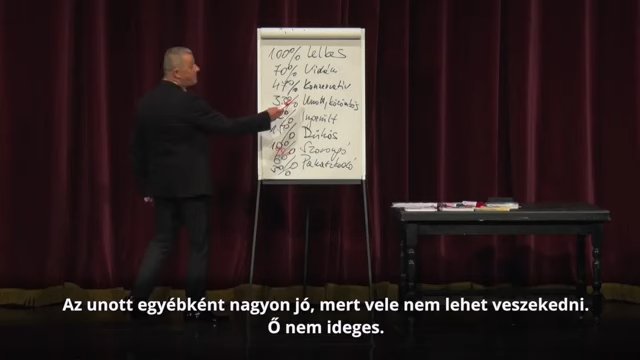 100% Lelkes
70% Vidám
47% Konzervatív
Unott, közömbös
Ingerült
Dühös
Szorongó
Panaszkodó
Az unott egyébként nagyon jó, mert vele nem lehet veszekedni.
Ő nem ideges.